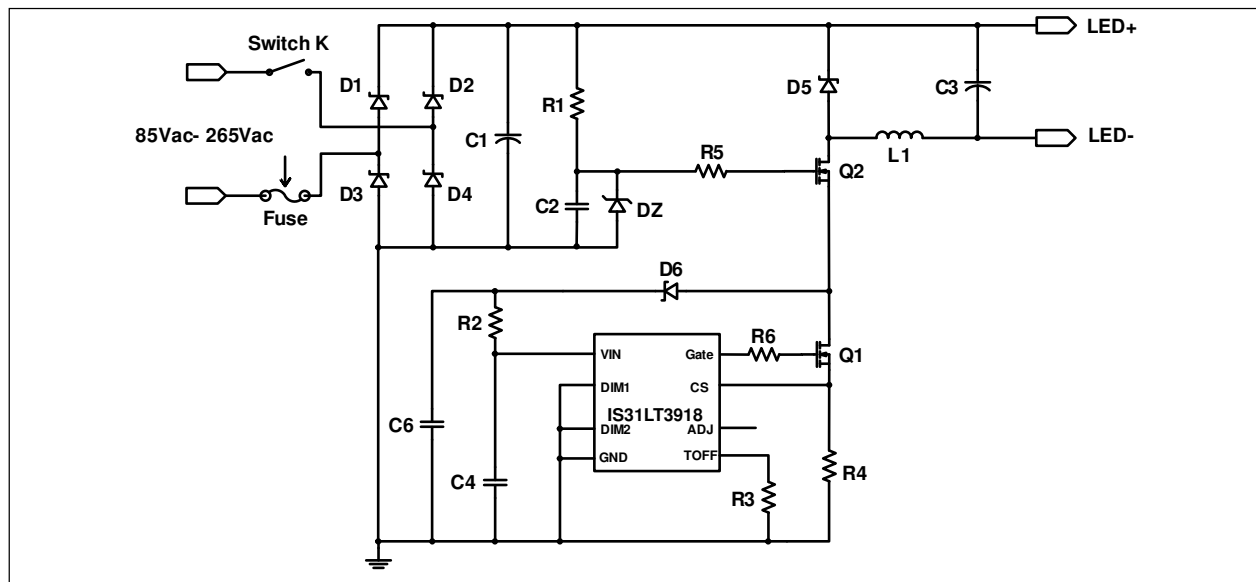 LED+
Switch K
D1
D2
D5
C3
R1
85Vac- 265Vac
C1
LED-
L1
R5
Q2
D3
D4
C2
DZ
Fuse
D6
R2
R6
VIN
Gate
Q1
DIM1
CS
IS31LT3918
C6
DIM2
ADJ
GND
TOFF
R4
C4
R3